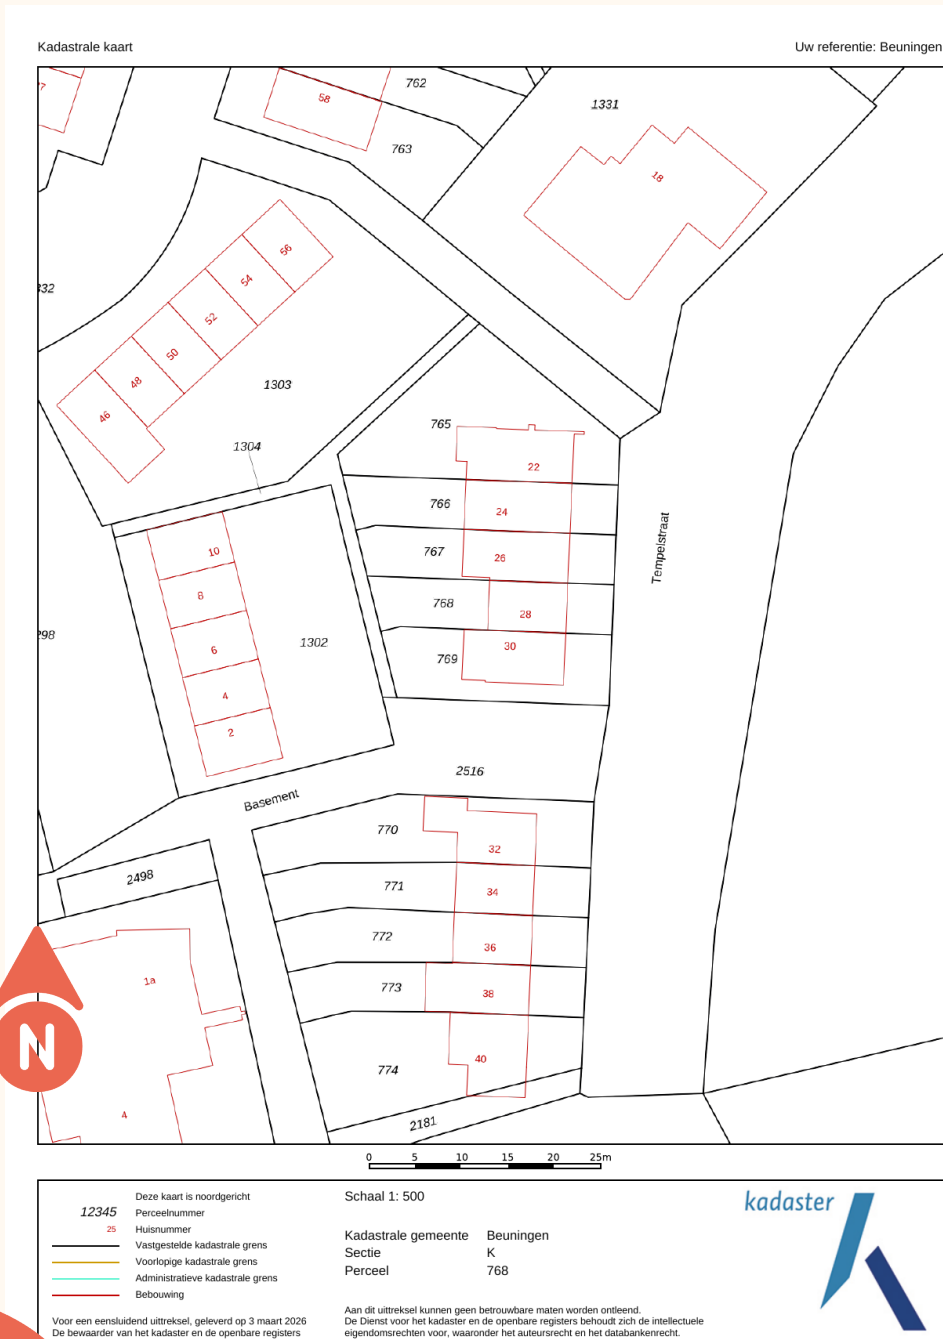 Kadastrale kaart
Uw referentie: Beuningen
762
58
763
1331
18
56
54
52
50
48
46
1303
1304
765
22
766
24
767
26
768
28
769
30
Tempelstraat
10
8
6
4
2
1302
2516
Basement
770
32
771
34
2498
772
36
773
38
1a
774
40
4
2181
N
0 5 10 15 20 25m
Deze kaart is noordgericht
12345 Perceelnummer
25 Huisnummer
Vastgestelde kadastrale grens
Voorlopige kadastrale grens
Administratieve kadastrale grens
Bebouwing
Voor een eensluidend uittreksel, geleverd op 3 maart 2026
De bewaarder van het kadaster en de openbare registers
Schaal 1: 500
Kadastrale gemeente Beuningen
Sectie K
Perceel 768
Aan dit uittreksel kunnen geen betrouwbare maten worden ontleend.
De Dienst voor het kadaster en de openbare registers behoudt zich de intellectuele
eigendomsrechten voor, waaronder het auteursrecht en het databankenrecht.
kadaster